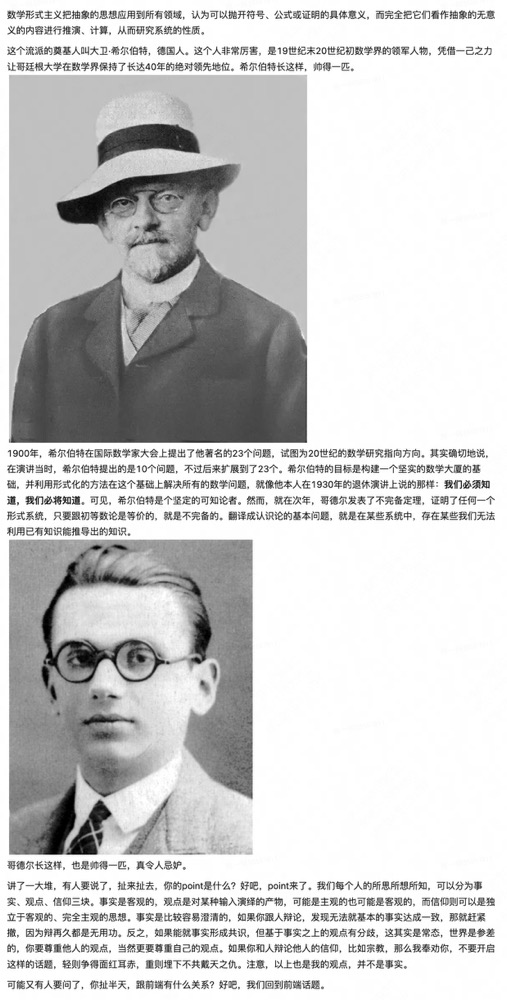 数学形式主义把抽象的思想应用到所有领域，认为可以抛开符号、公式或证明的具体意义，而完全把它们看作抽象的无意
义的内容进行推演、计算，从而研究系统的性质。
这个流派的奠基人叫大卫·希尔伯特，德国人。这个人非常厉害，是19世纪末20世纪初数学界的领军人物，凭借一己之力
让哥廷根大学在数学界保持了长达40年的绝对领先地位。希尔伯特长这样，帅得一匹。
1900年，希尔伯特在国际数学家大会上提出了他著名的23个问题，试图为20世纪的数学研究指向方向。其实确切地说，
在演讲当时，希尔伯特提出的是10个问题，不过后来扩展到了23个。希尔伯特的目标是构建一个坚实的数学大厦的基
础，并利用形式化的方法在这个基础上解决所有的数学问题，就像他本人在1930年的退休演讲上说的那样：我们必须知
道，我们必将知道。可见，希尔伯特是个坚定的可知论者。然而，就在次年，哥德尔发表了不完备定理，证明了任何一个
形式系统，只要跟初等数论是等价的，就是不完备的。翻译成认识论的基本问题，就是在某些系统中，存在某些我们无法
利用已有知识能推导出的知识。
哥德尔长这样，也是帅得一匹，真令人忌妒。
讲了一大堆，有人要说了，扯来扯去，你的point是什么？好吧，point来了。我们每个人的所思所想所知，可以分为事
实、观点、信仰三块。事实是客观的，观点是对某种输入演绎的产物，可能是主观的也可能是客观的，而信仰则可以是独
立于客观的、完全主观的思想。事实是比较容易澄清的，如果你跟人辩论，发现无法就基本的事实达成一致，那就赶紧
撤，因为辩再久都是无用功。反之，如果能就事实形成共识，但基于事实之上的观点有分歧，这其实是常态，世界是参差
的，你要尊重他人的观点，当然更要尊重自己的观点。如果你和人辩论他人的信仰，比如宗教，那么我奉劝你，不要开启
这样的话题，轻则争得面红耳赤，重则埋下不共戴天之仇。注意，以上也是我的观点，并不是事实。
可能又有人要问了，你扯半天，跟前端有什么关系？好吧，我们回到前端话题。